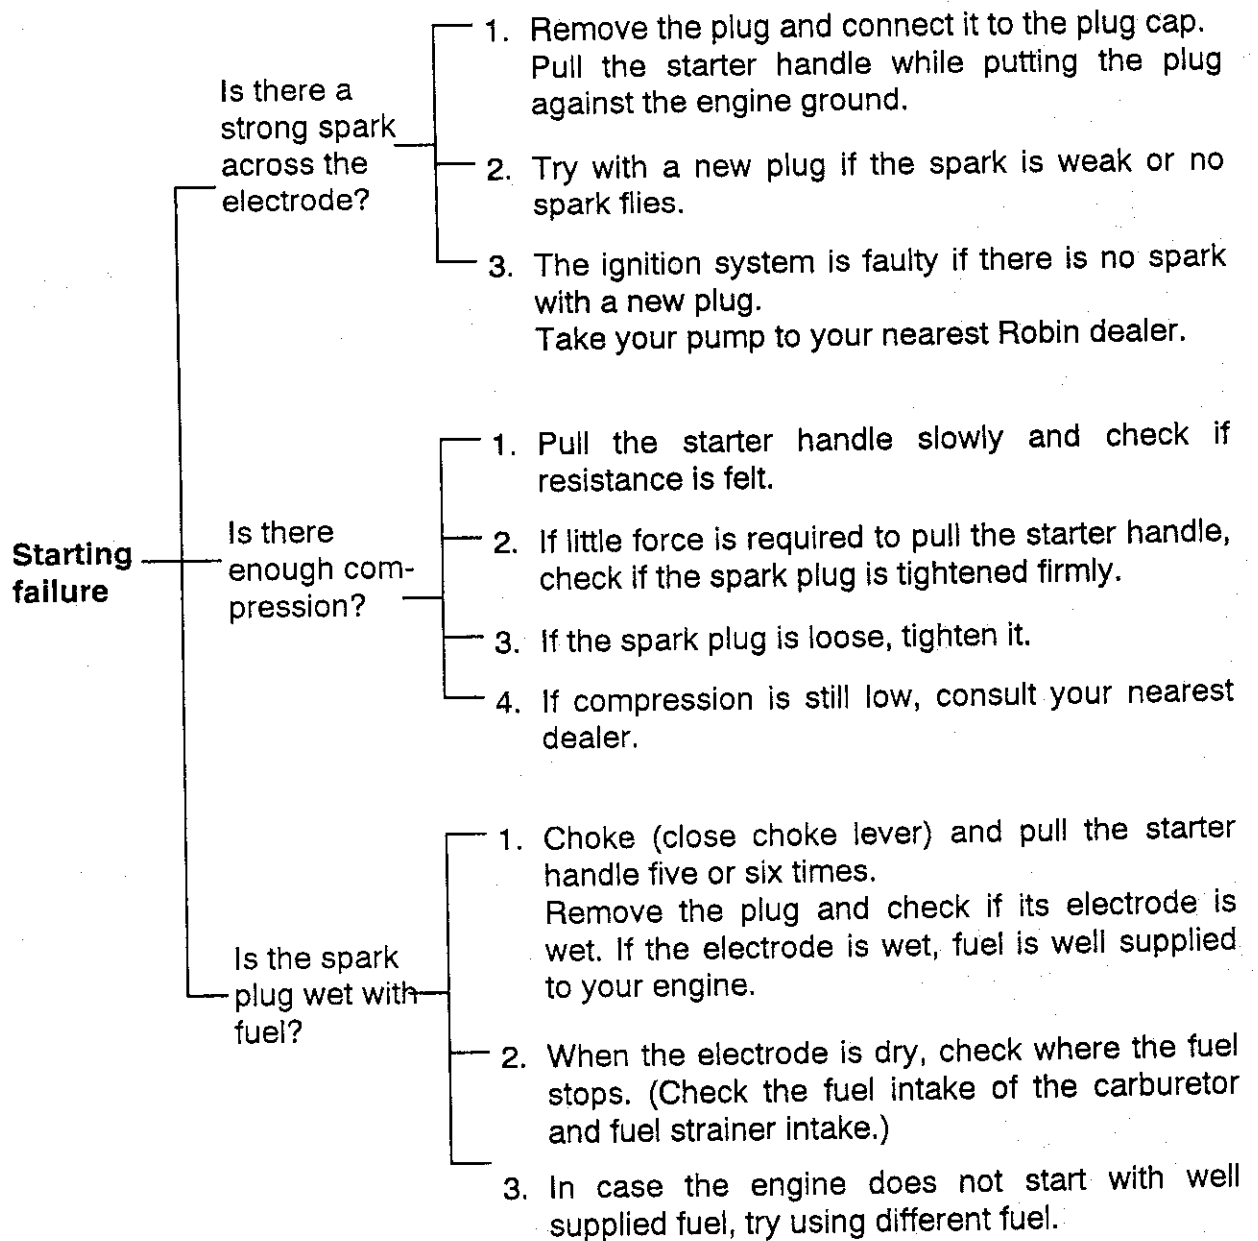 Starting
failure
Is there a
strong spark
across the
electrode?
1. Remove the plug and connect it to the plug cap.
Pull the starter handle while putting the plug
against the engine ground.
2. Try with a new plug if the spark is weak or no
spark flies.
3. The ignition system is faulty if there is no spark
with a new plug.
Take your pump to your nearest Robin dealer.
Is there
enough com-
pression?
1. Pull the starter handle slowly and check if
resistance is felt.
2. If little force is required to pull the starter handle,
check if the spark plug is tightened firmly.
3. If the spark plug is loose, tighten it.
4. If compression is still low, consult your nearest
dealer.
Is the spark
plug wet with
fuel?
1. Choke (close choke lever) and pull the starter
handle five or six times.
Remove the plug and check if its electrode is
wet. If the electrode is wet, fuel is well supplied
to your engine.
2. When the electrode is dry, check where the fuel
stops. (Check the fuel intake of the carburetor
and fuel strainer intake.)
3. In case the engine does not start with well
supplied fuel, try using different fuel.